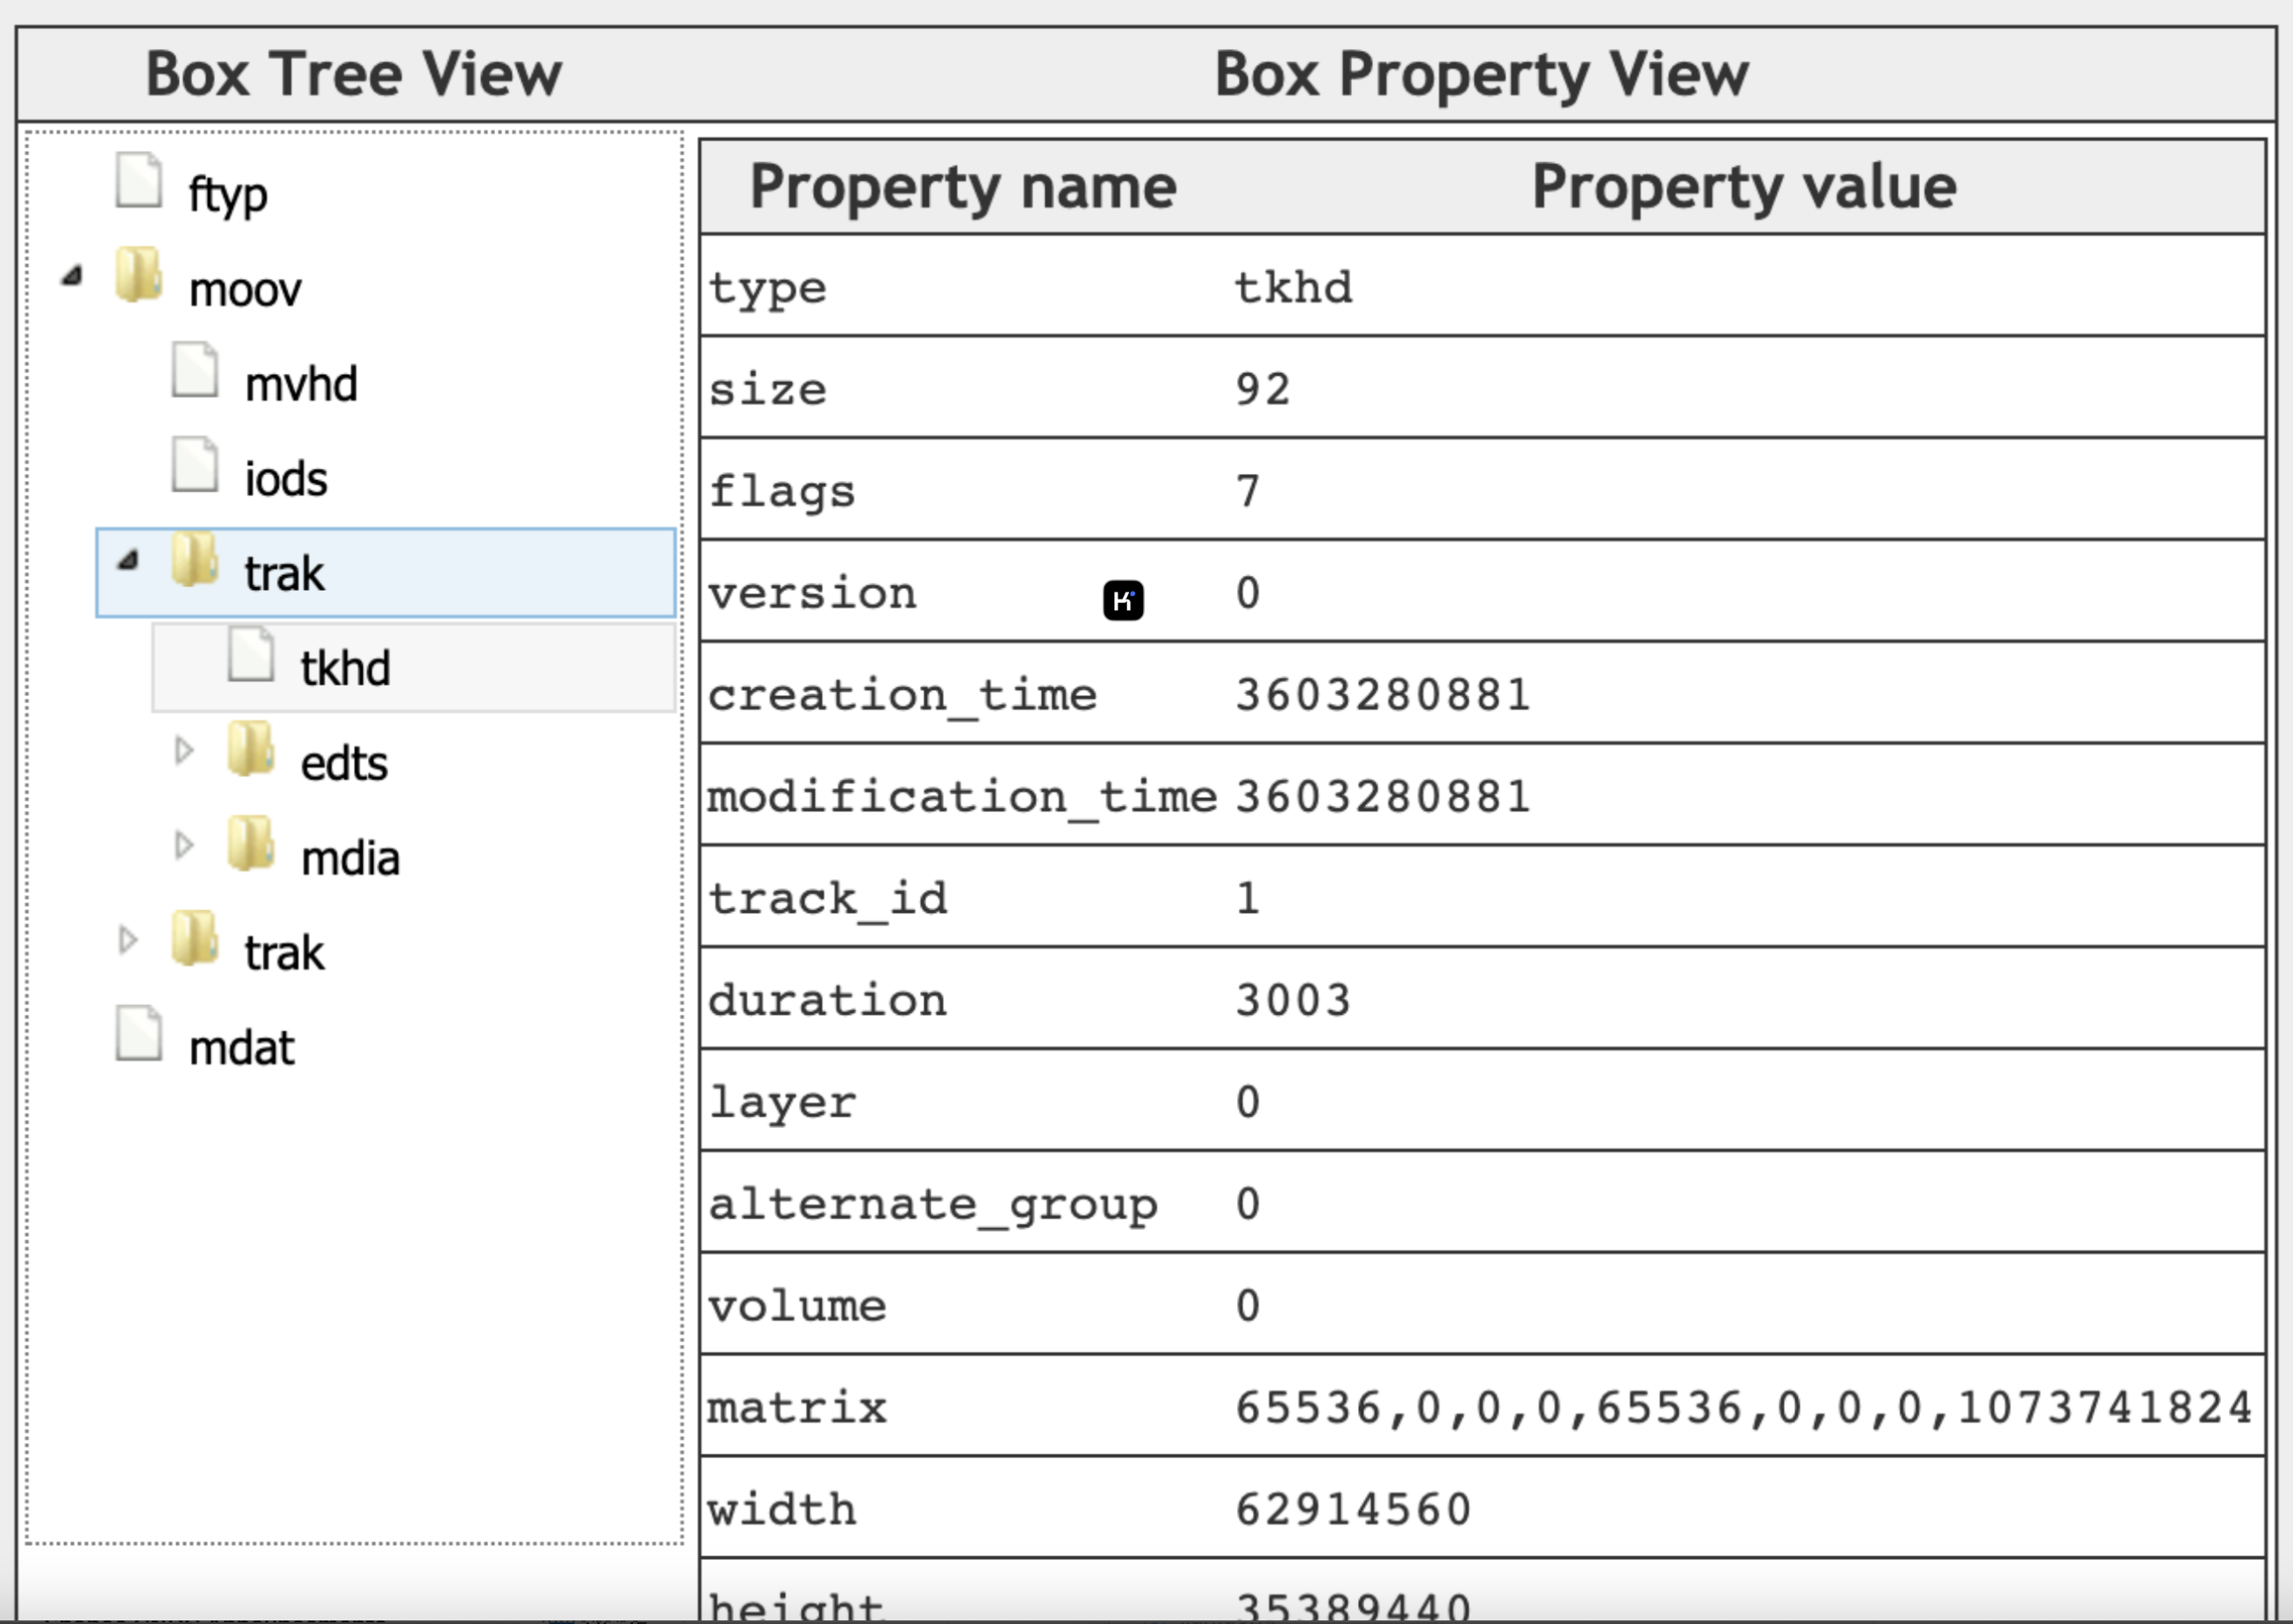 Box Tree View
Box Property View
ftyp
moov
mvhd
iods
trak
tkhd
edts
mdia
trak
mdat
Property name Property value
type tkhd
size 92
flags 7
version 0
creation_time 3603280881
modification_time 3603280881
track_id 1
duration 3003
layer 0
alternate_group 0
volume 0
matrix 65536,0,0,0,65536,0,0,0,1073741824
width 62914560
height 35389440